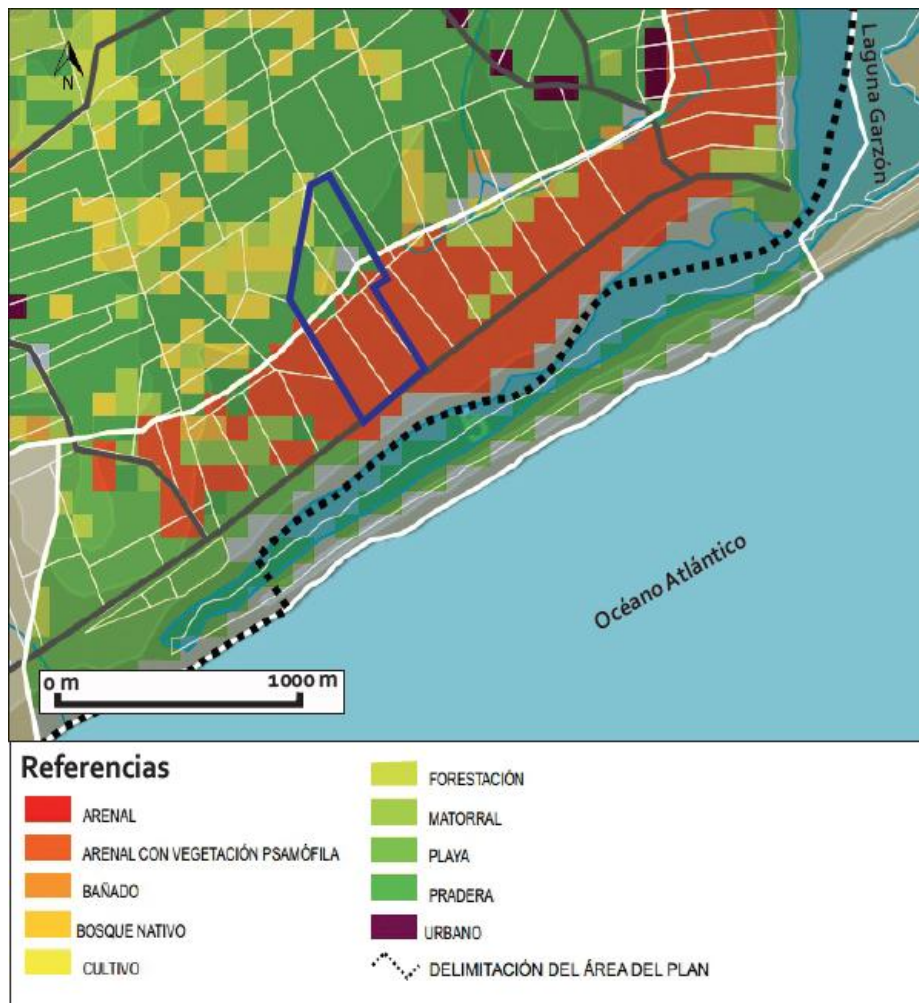 N
Laguna Garzón
Océano Atlántico
0 m 1000 m
Referencias
ARENAL
ARENAL CON VEGETACIÓN PSAMÓFILA
BAÑADO
BOSQUE NATIVO
CULTIVO
FORESTACIÓN
MATORRAL
PLAYA
PRADERA
URBANO
DELIMITACIÓN DEL ÁREA DEL PLAN